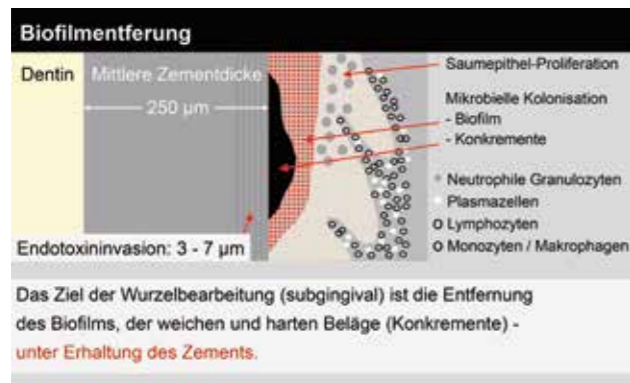 Biofilmentferung
Dentin
Mittlere Zementdicke
250 µm
Endotoxininvasion: 3 - 7 µm
Saumepithel-Proliferation
Mikrobielle Kolonisation
- Biofilm
- Konkremente
Neutrophile Granulozyten
Plasmazellen
Lymphozyten
Monozyten / Makrophagen
Das Ziel der Wurzelbearbeitung (subgingival) ist die Entfernung
des Biofilms, der weichen und harten Beläge (Konkremente) -
unter Erhaltung des Zements.